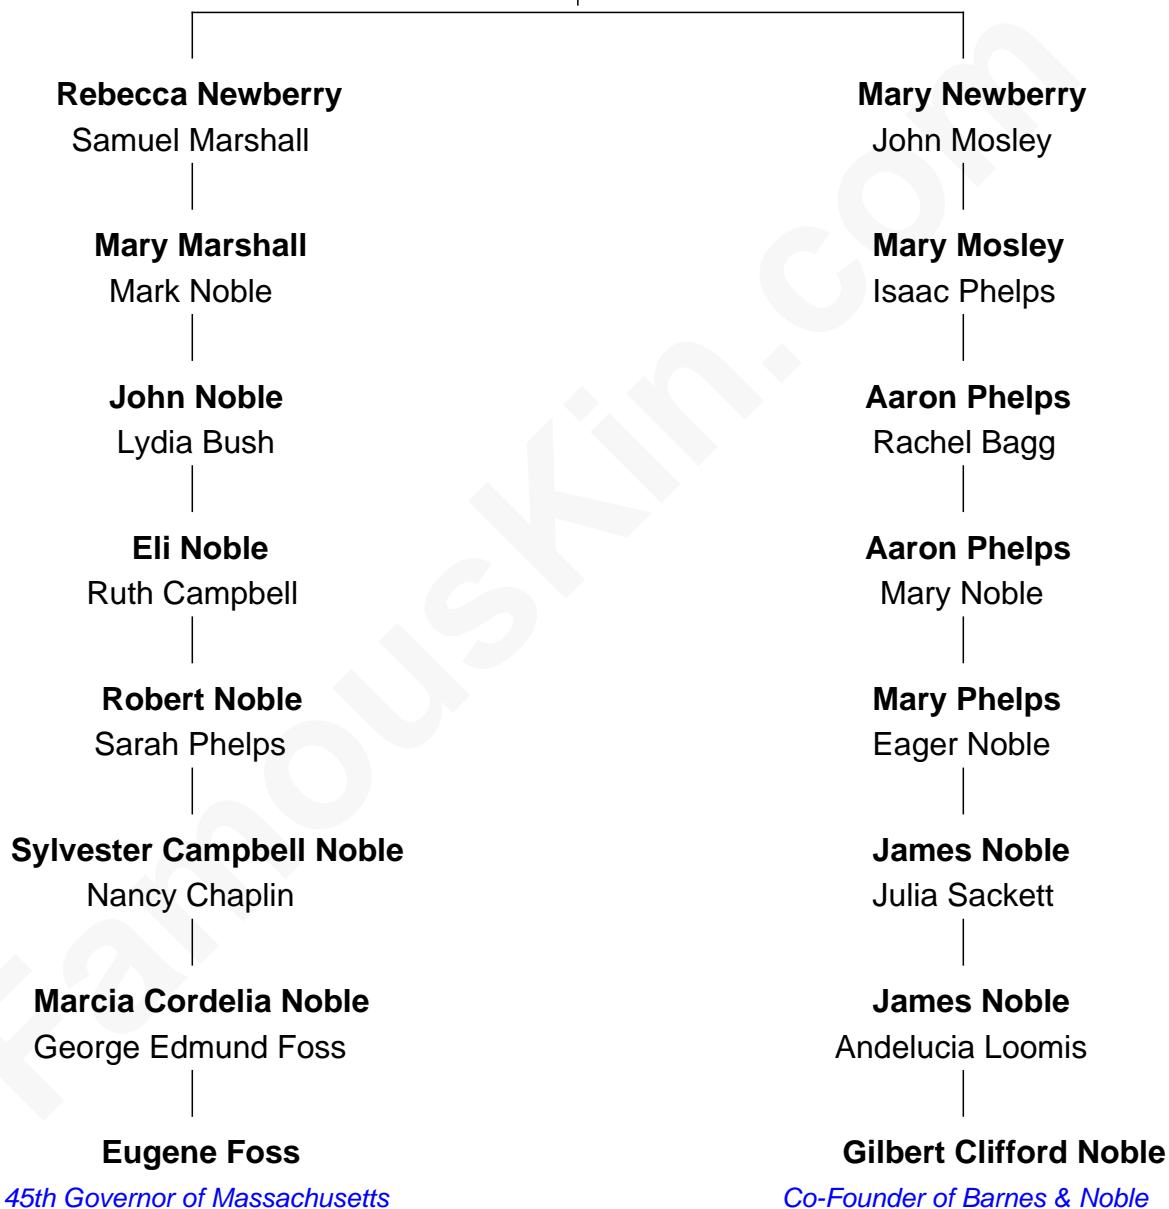 Rebecca Newberry
Samuel Marshall
Mary Newberry
John Mosley
Mary Marshall
Mark Noble
Mary Mosley
Isaac Phelps
John Noble
Lydia Bush
Aaron Phelps
Rachel Bagg
Eli Noble
Ruth Campbell
Aaron Phelps
Mary Noble
Robert Noble
Sarah Phelps
Mary Phelps
Eager Noble
Sylvester Campbell Noble
Nancy Chaplin
James Noble
Julia Sackett
Marcia Cordelia Noble
George Edmund Foss
James Noble
Andelucia Loomis
Eugene Foss
45th Governor of Massachusetts
Gilbert Clifford Noble
Co-Founder of Barnes & Noble
FamousKin.com